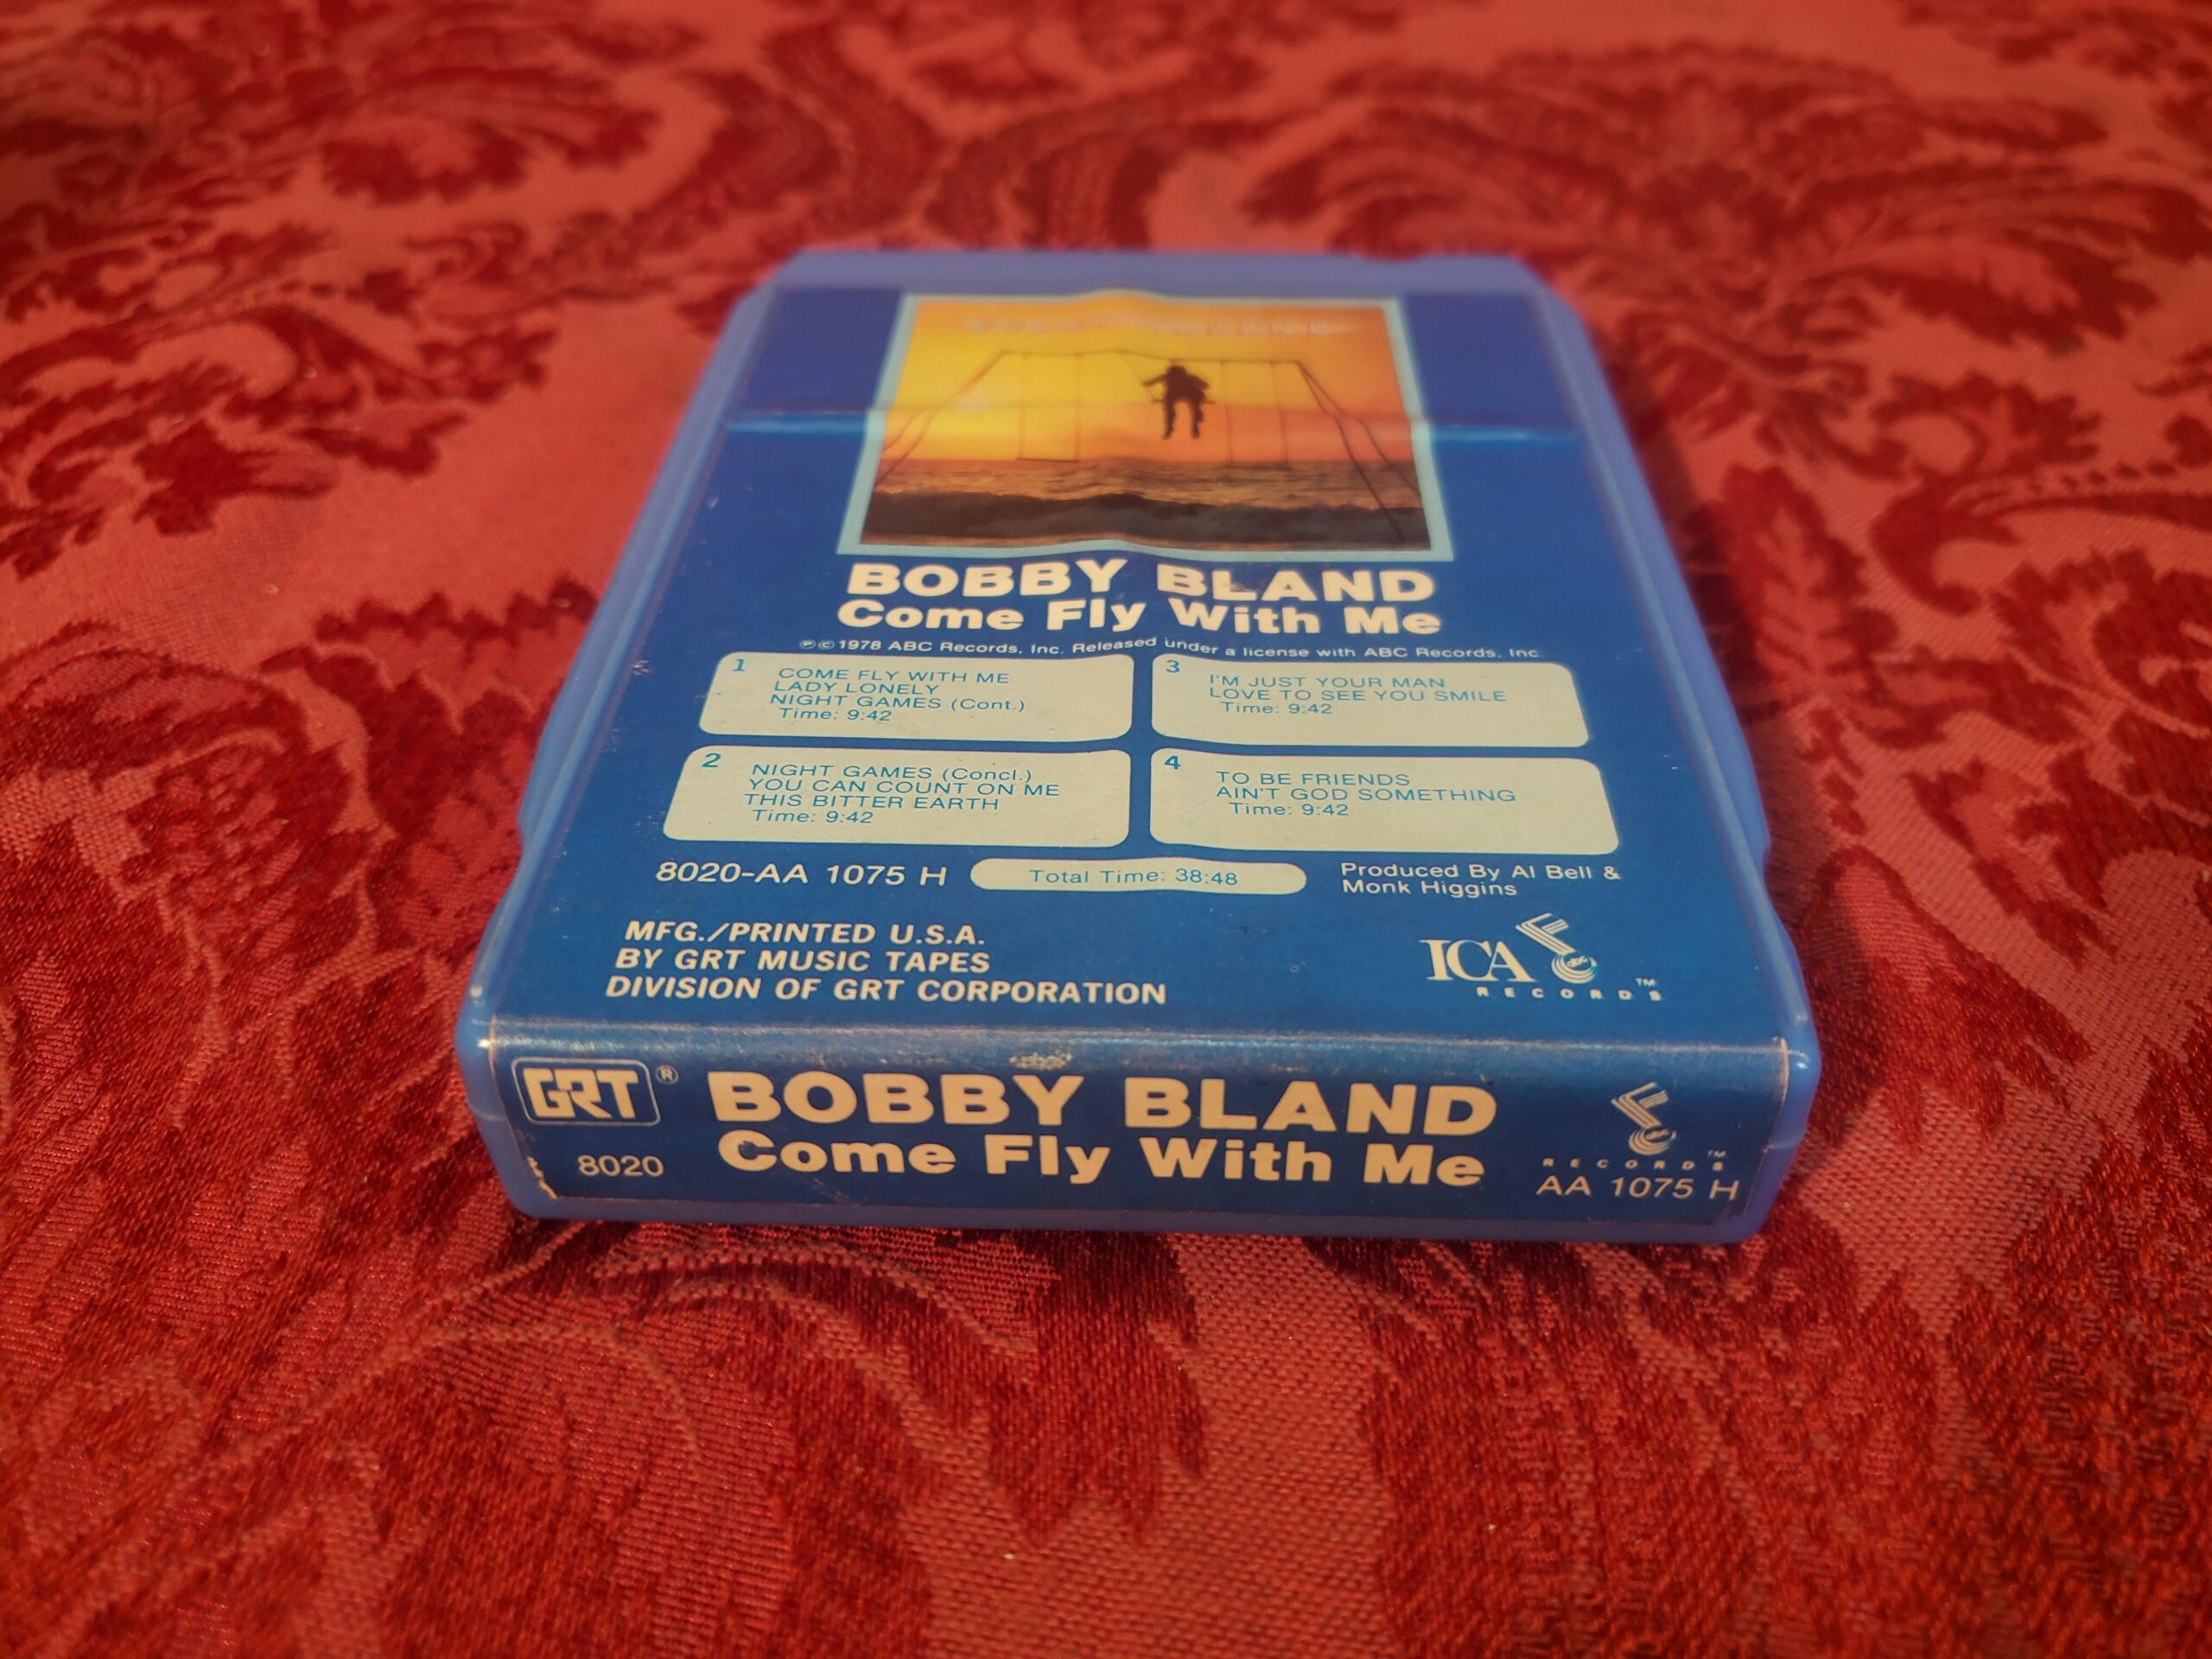 BOBBY BLAND
Come Fly With Me
℗©1978 ABC Records, Inc. Released under a license with ABC Records, Inc.
1
COME FLY WITH ME
LADY LONELY
NIGHT GAMES (Cont.)
Time: 9:42
2
NIGHT GAMES (Concl.)
YOU CAN COUNT ON ME
THIS BITTER EARTH
Time: 9:42
3
I'M JUST YOUR MAN
LOVE TO SEE YOU SMILE
Time: 9:42
4
TO BE FRIENDS
AIN'T GOD SOMETHING
Time: 9:42
8020-AA 1075 H
Total Time: 38:48
Produced By Al Bell &
Monk Higgins
MFG./PRINTED U.S.A.
BY GRT MUSIC TAPES
DIVISION OF GRT CORPORATION
ICA
abc
RECORDS™
GRT®
8020
BOBBY BLAND
Come Fly With Me
RECORDS™
AA 1075 H